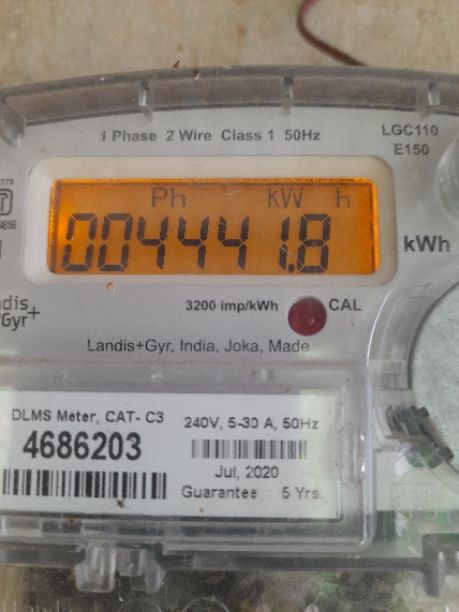 1 Phase 2 Wire Class 1 50Hz
LGC110
E150
Ph KW h
004441.8
kWh
3200 imp/kWh
CAL
Gyr+
Landis+Gyr, India, Joka, Made
DLMS Meter, CAT- C3
4686203
240V, 5-30 A, 50Hz
Jul, 2020
Guarantee : 5 Yrs.